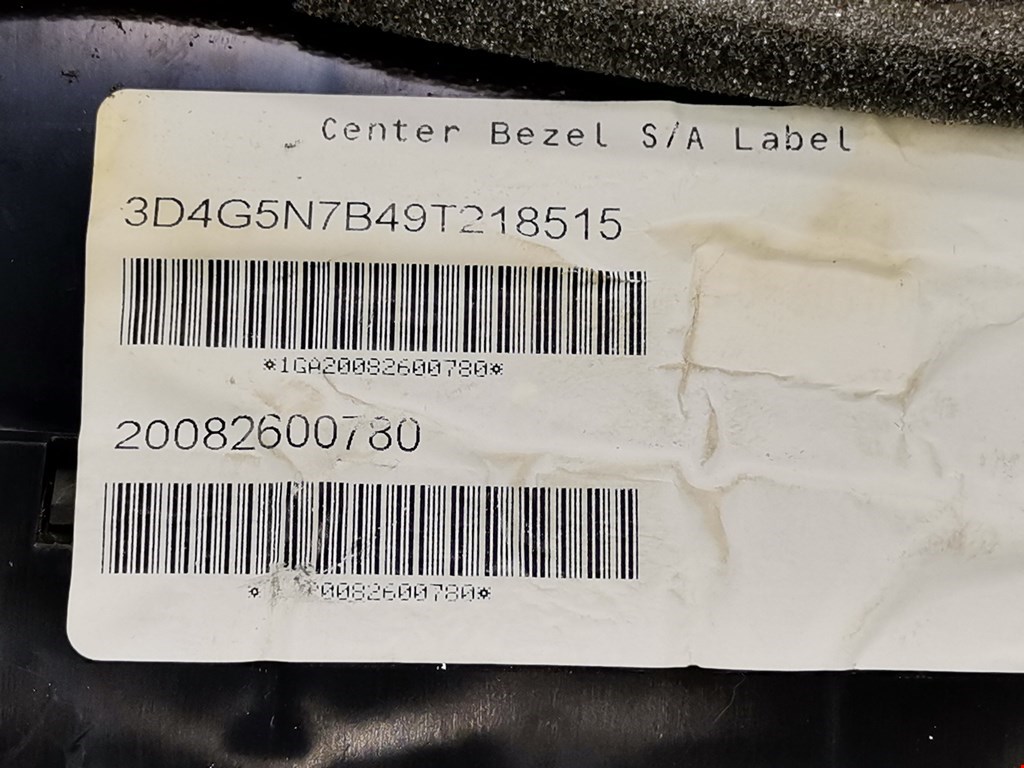 Center Bezel S/A Label
3D4G5N7B49T218515
*1GA20082600780*
20082600780